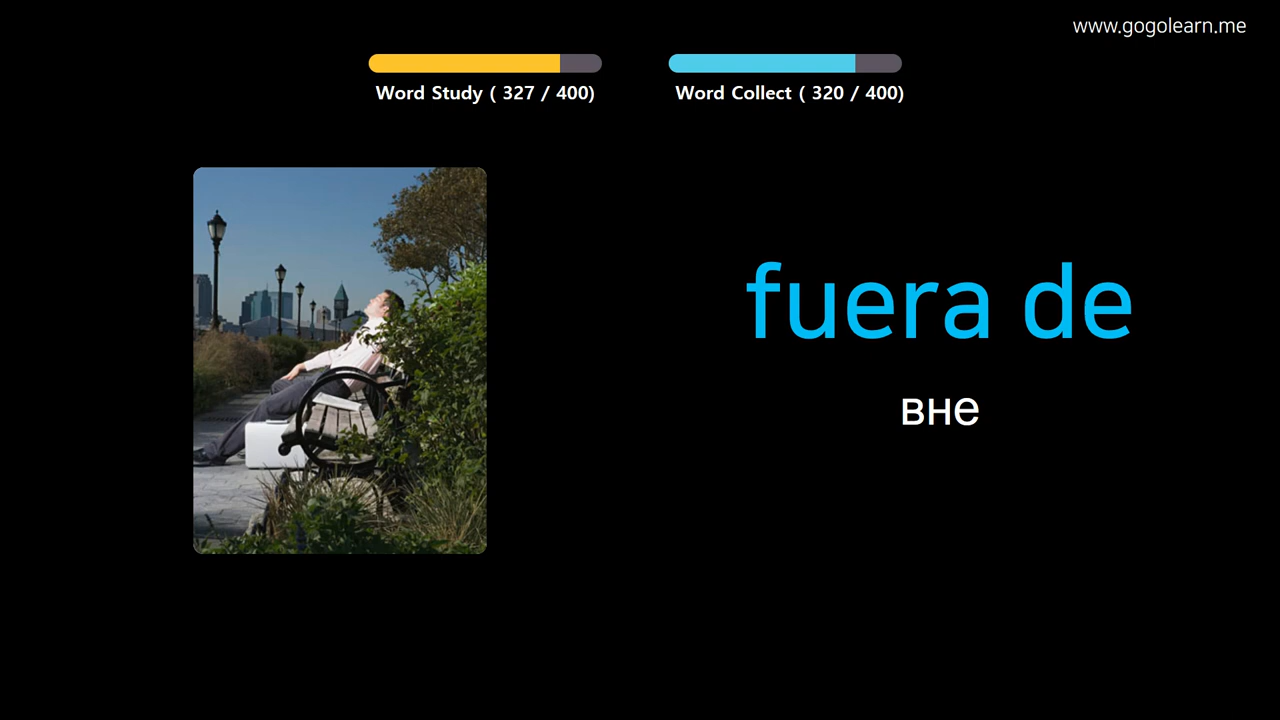 www.gogolearn.me
Word Study ( 327 / 400)
Word Collect ( 320 / 400)
fuera de
вне